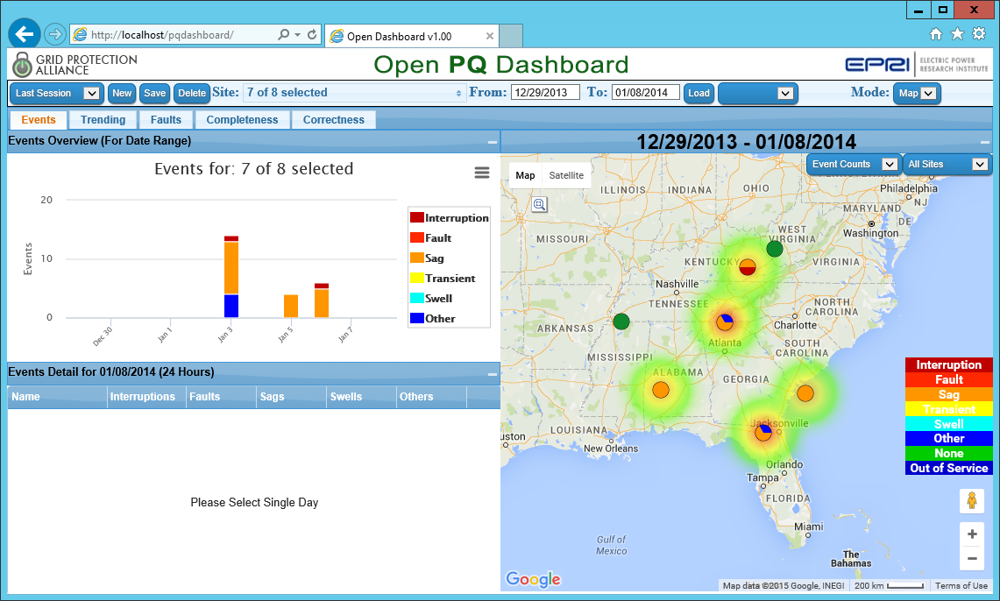 X
http://localhost/pqdashboard/
Open Dashboard v1.00
GRID PROTECTION
ALLIANCE
Open PQ Dashboard
EPRI
ELECTRIC POWER
RESEARCH INSTITUTE
Last Session New Save Delete Site: 7 of 8 selected From: 12/29/2013 To: 01/08/2014 Load Mode: Map
Events Trending Faults Completeness Correctness
Events Overview (For Date Range)
Events for: 7 of 8 selected
20
10
0
Events
Dec 30
Jan 1
Jan 3
Jan 5
Jan 7
Interruption
Fault
Sag
Transient
Swell
Other
Events Detail for 01/08/2014 (24 Hours)
Name Interruptions Faults Sags Swells Others
Please Select Single Day
12/29/2013 - 01/08/2014
Map Satellite
Event Counts All Sites
ILLINOIS
INDIANA
OHIO
Philadelphia
NJ
MARYLAND
DE
Washington
MISSOURI
WEST
VIRGINIA
KENTUCKY
VIRGINIA
Nashville
TENNESSEE
NORTH
CAROLINA
Charlotte
ARKANSAS
Atlanta
SOUTH
CAROLINA
MISSISSIPPI
ALABAMA
GEORGIA
Jacksonville
LOUISIANA
uston
New Orleans
Orlando
Tampa
FLORIDA
Miami
Gulf of
Mexico
The
Bahamas
Interruption
Fault
Sag
Transient
Swell
Other
None
Out of Service
+
−
Google
Map data ©2015 Google, INEGI 200 km Terms of Use